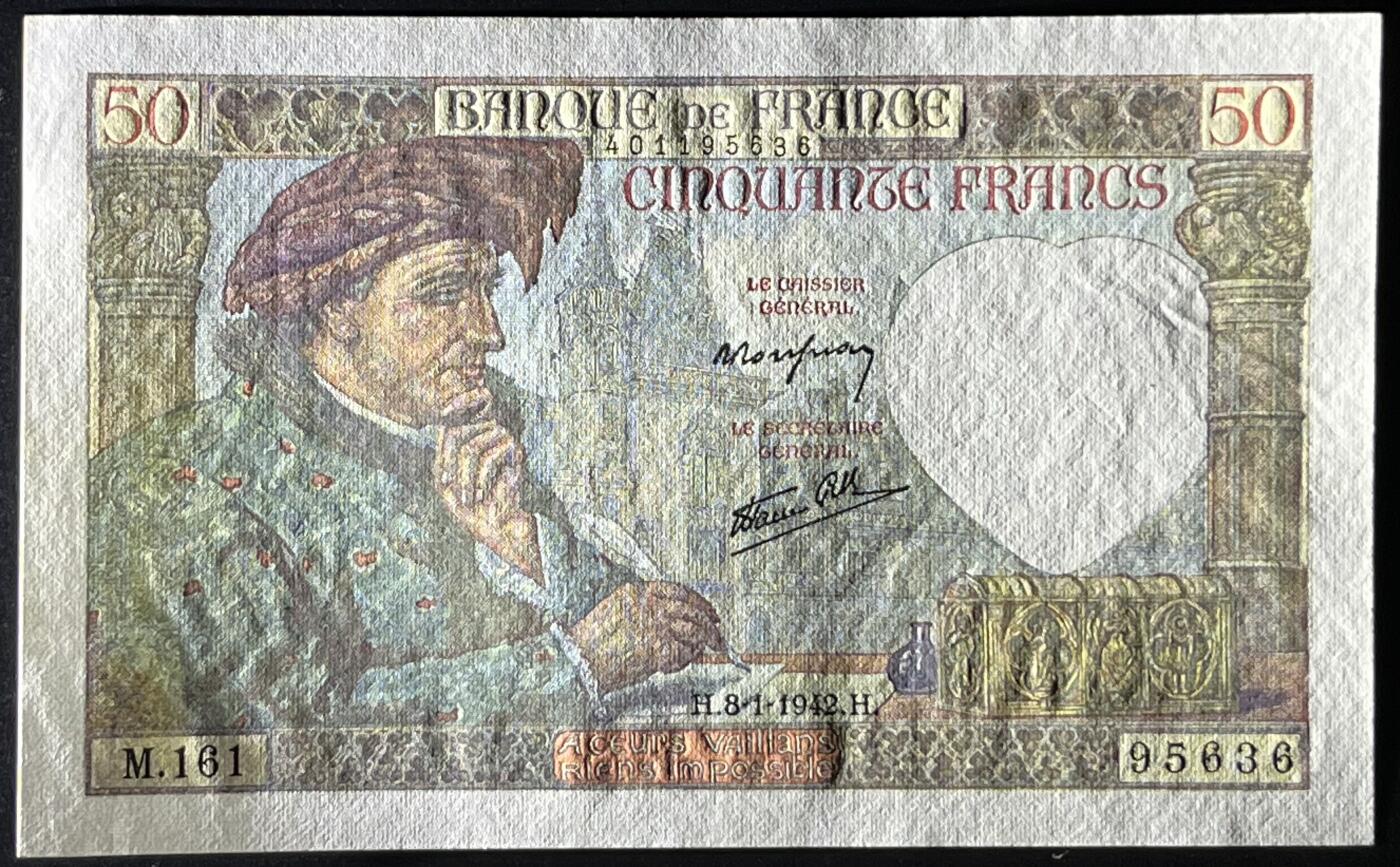 50 BANQUE DE FRANCE 50
401195636
CINQUANTE FRANCS
LE CAISSIER
GÉNÉRAL.
LE SECRÉTAIRE
GÉNÉRAL.
H.8-1-1942.H.
M.161
A CŒURS VAILLANS
RIENS IMPOSSIBLE
95636